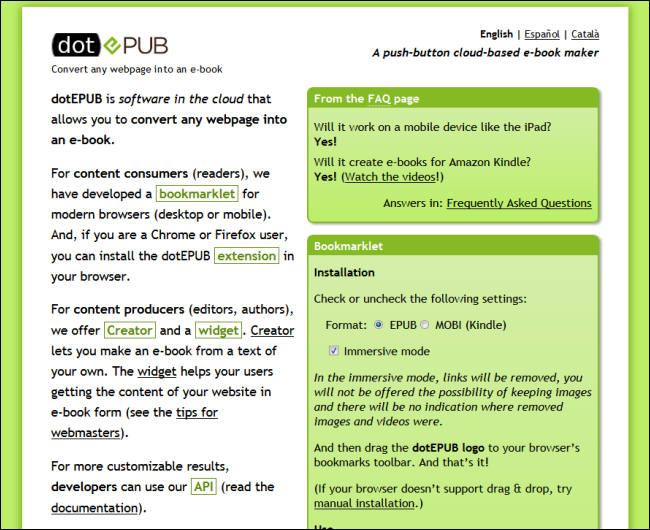 dotePUB
English | Español | Català
A push-button cloud-based e-book maker
Convert any webpage into an e-book
dotEPUB is software in the cloud that
allows you to convert any webpage into
an e-book.
For content consumers (readers), we
have developed a bookmarklet for
modern browsers (desktop or mobile).
And, if you are a Chrome or Firefox user,
you can install the dotEPUB extension in
your browser.
For content producers (editors, authors),
we offer Creator and a widget. Creator
lets you make an e-book from a text of
your own. The widget helps your users
getting the content of your website in
e-book form (see the tips for
webmasters).
For more customizable results,
developers can use our API (read the
documentation).
From the FAQ page
Will it work on a mobile device like the iPad?
Yes!
Will it create e-books for Amazon Kindle?
Yes! (Watch the videos!)
Answers in: Frequently Asked Questions
Bookmarklet
Installation
Check or uncheck the following settings:
Format: EPUB MOBI (Kindle)
Immersive mode
In the immersive mode, links will be removed, you
will not be offered the possibility of keeping images
and there will be no indication where removed
images and videos were.
And then drag the dotEPUB logo to your browser's
bookmarks toolbar. And that's it!
(If your browser doesn't support drag & drop, try
manual installation.)
Use